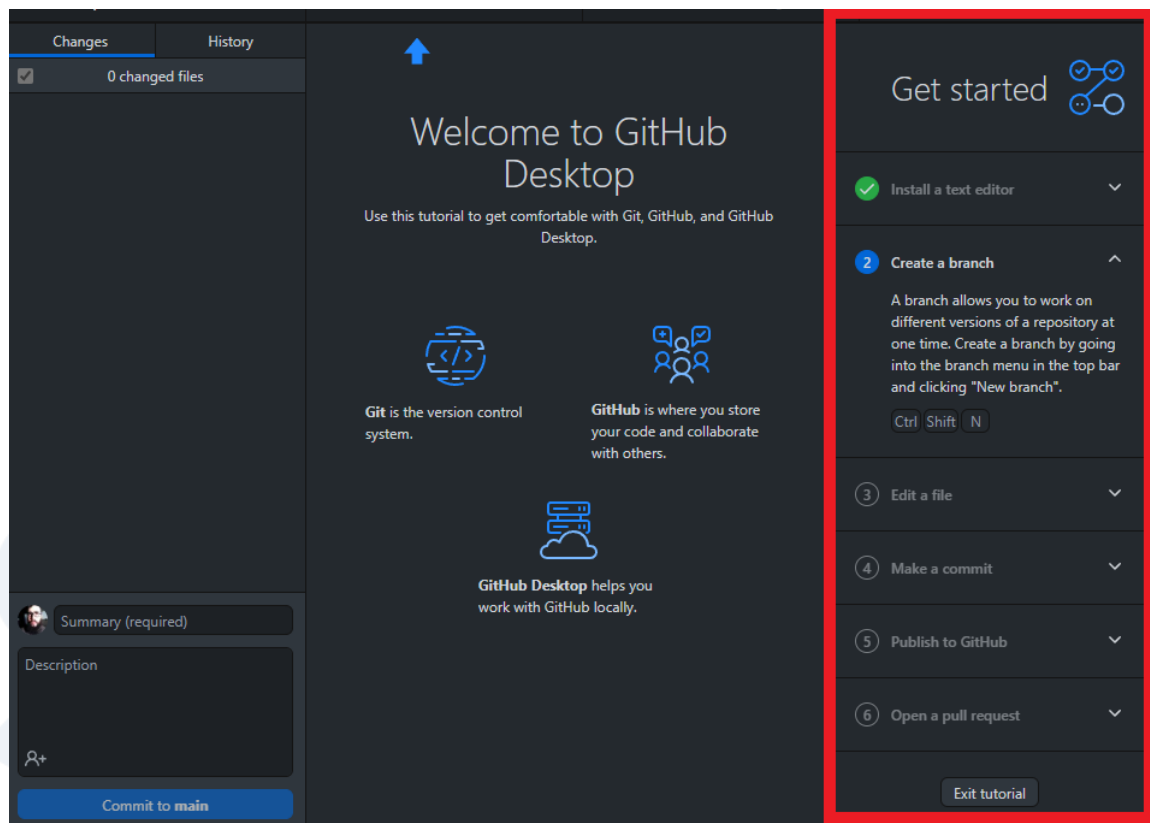 Changes
History
0 changed files
Summary (required)
Description
Commit to main
Welcome to GitHub
Desktop
Use this tutorial to get comfortable with Git, GitHub, and GitHub
Desktop.
Git is the version control
system.
GitHub is where you store
your code and collaborate
with others.
GitHub Desktop helps you
work with GitHub locally.
Get started
Install a text editor
2 Create a branch
A branch allows you to work on
different versions of a repository at
one time. Create a branch by going
into the branch menu in the top bar
and clicking "New branch".
Ctrl Shift N
3 Edit a file
4 Make a commit
5 Publish to GitHub
6 Open a pull request
Exit tutorial